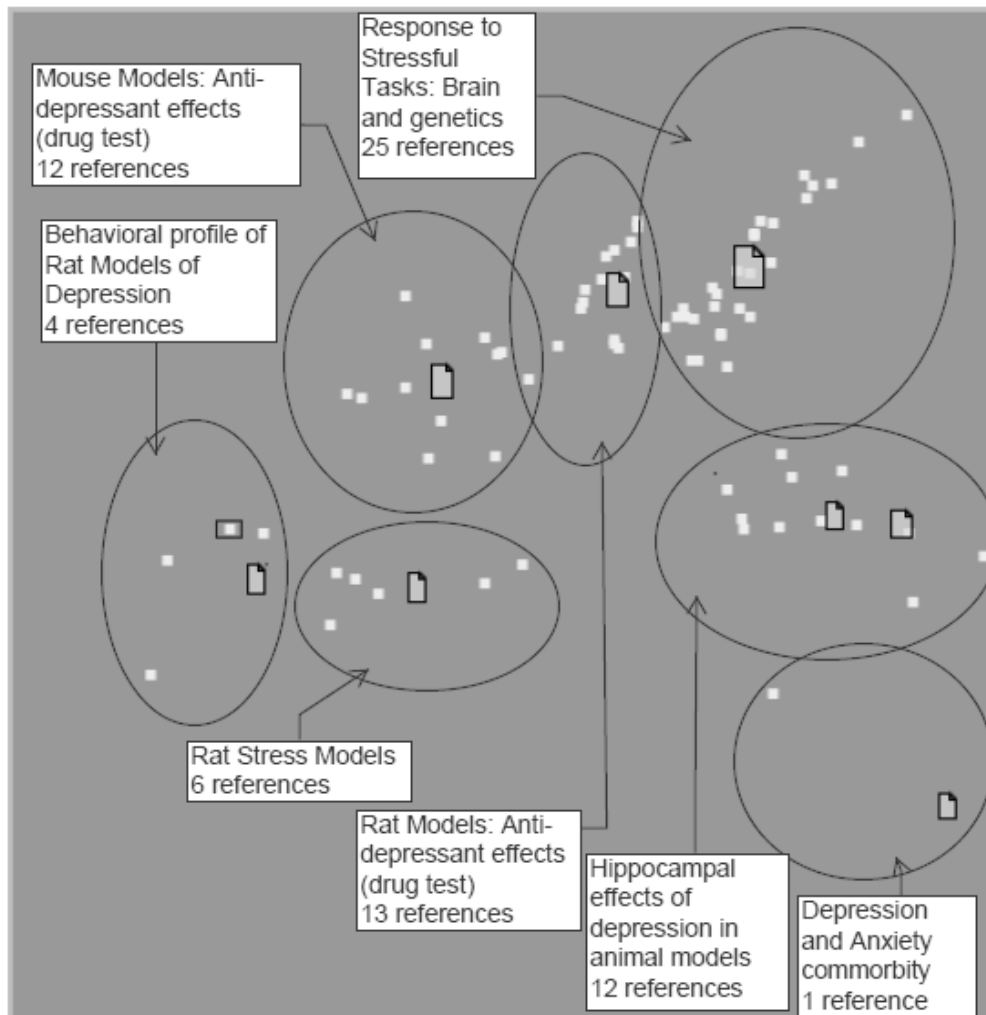 Response to
Stressful
Tasks: Brain
and genetics
25 references
Mouse Models: Anti-
depressant effects
(drug test)
12 references
Behavioral profile of
Rat Models of
Depression
4 references
Rat Stress Models
6 references
Rat Models: Anti-
depressant effects
(drug test)
13 references
Hippocampal
effects of
depression in
animal models
12 references
Depression
and Anxiety
commorbity
1 reference